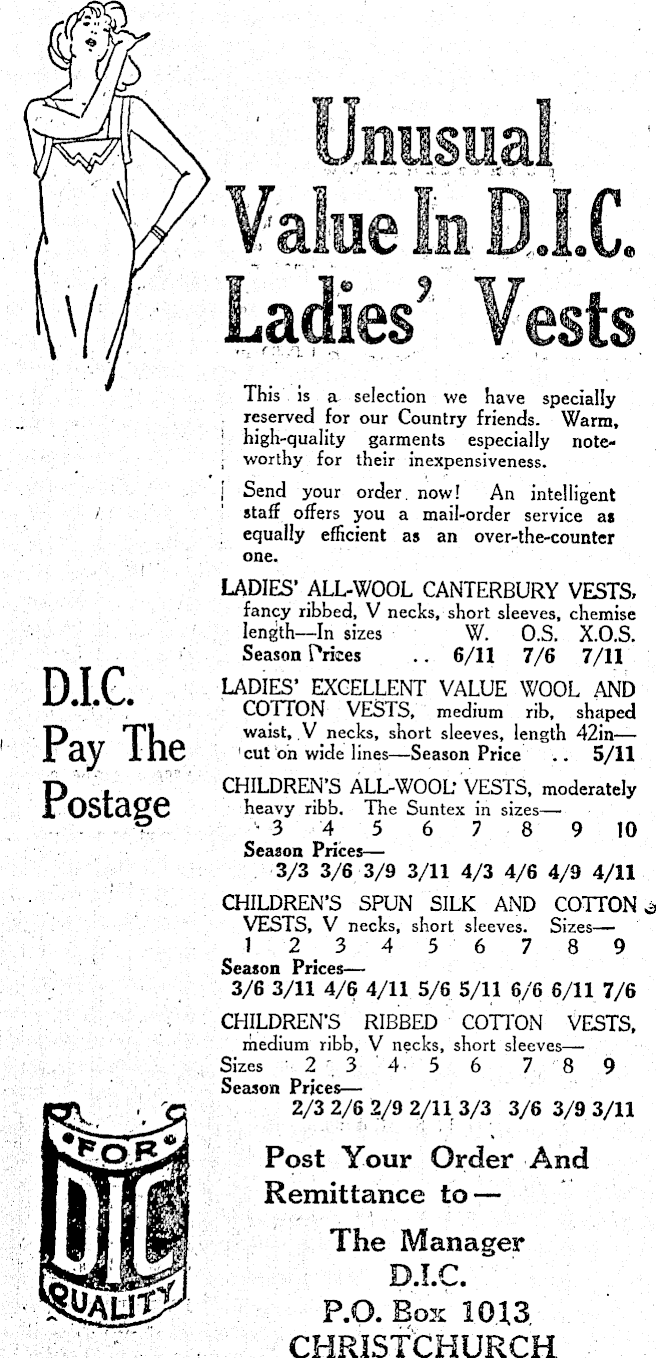 Unusual
Value In D.I.C.
Ladies' Vests
This is a selection we have specially
reserved for our Country friends. Warm,
high-quality garments especially note-
worthy for their inexpensiveness.
Send your order now! An intelligent
staff offers you a mail-order service as
equally efficient as an over-the-counter
one.
LADIES' ALL-WOOL CANTERBURY VESTS,
fancy ribbed, V necks, short sleeves, chemise
length—In sizes W. O.S. X.O.S.
Season Prizes .. 6/11 7/6 7/11
LADIES' EXCELLENT VALUE WOOL AND
COTTON VESTS, medium rib, shaped
waist, V necks, short sleeves, length 42in—
cut on wide lines—Season Price .. 5/11
CHILDREN'S ALL-WOOL VESTS, moderately
heavy ribb. The Suntex in sizes—
3 4 5 6 7 8 9 10
Season Prices—
3/3 3/6 3/9 3/11 4/3 4/6 4/9 4/11
CHILDREN'S SPUN SILK AND COTTON
VESTS, V necks, short sleeves. Sizes—
1 2 3 4 5 6 7 8 9
Season Prices—
3/6 3/11 4/6 4/11 5/6 5/11 6/6 6/11 7/6
CHILDREN'S RIBBED COTTON VESTS,
medium ribb, V necks, short sleeves—
Sizes 2 3 4 5 6 7 8 9
Season Prices—
2/3 2/6 2/9 2/11 3/3 3/6 3/9 3/11
D.I.C.
Pay The
Postage
Post Your Order And
Remittance to—
The Manager
D.I.C.
P.O. Box 1013
CHRISTCHURCH
FOR
DIC
QUALITY